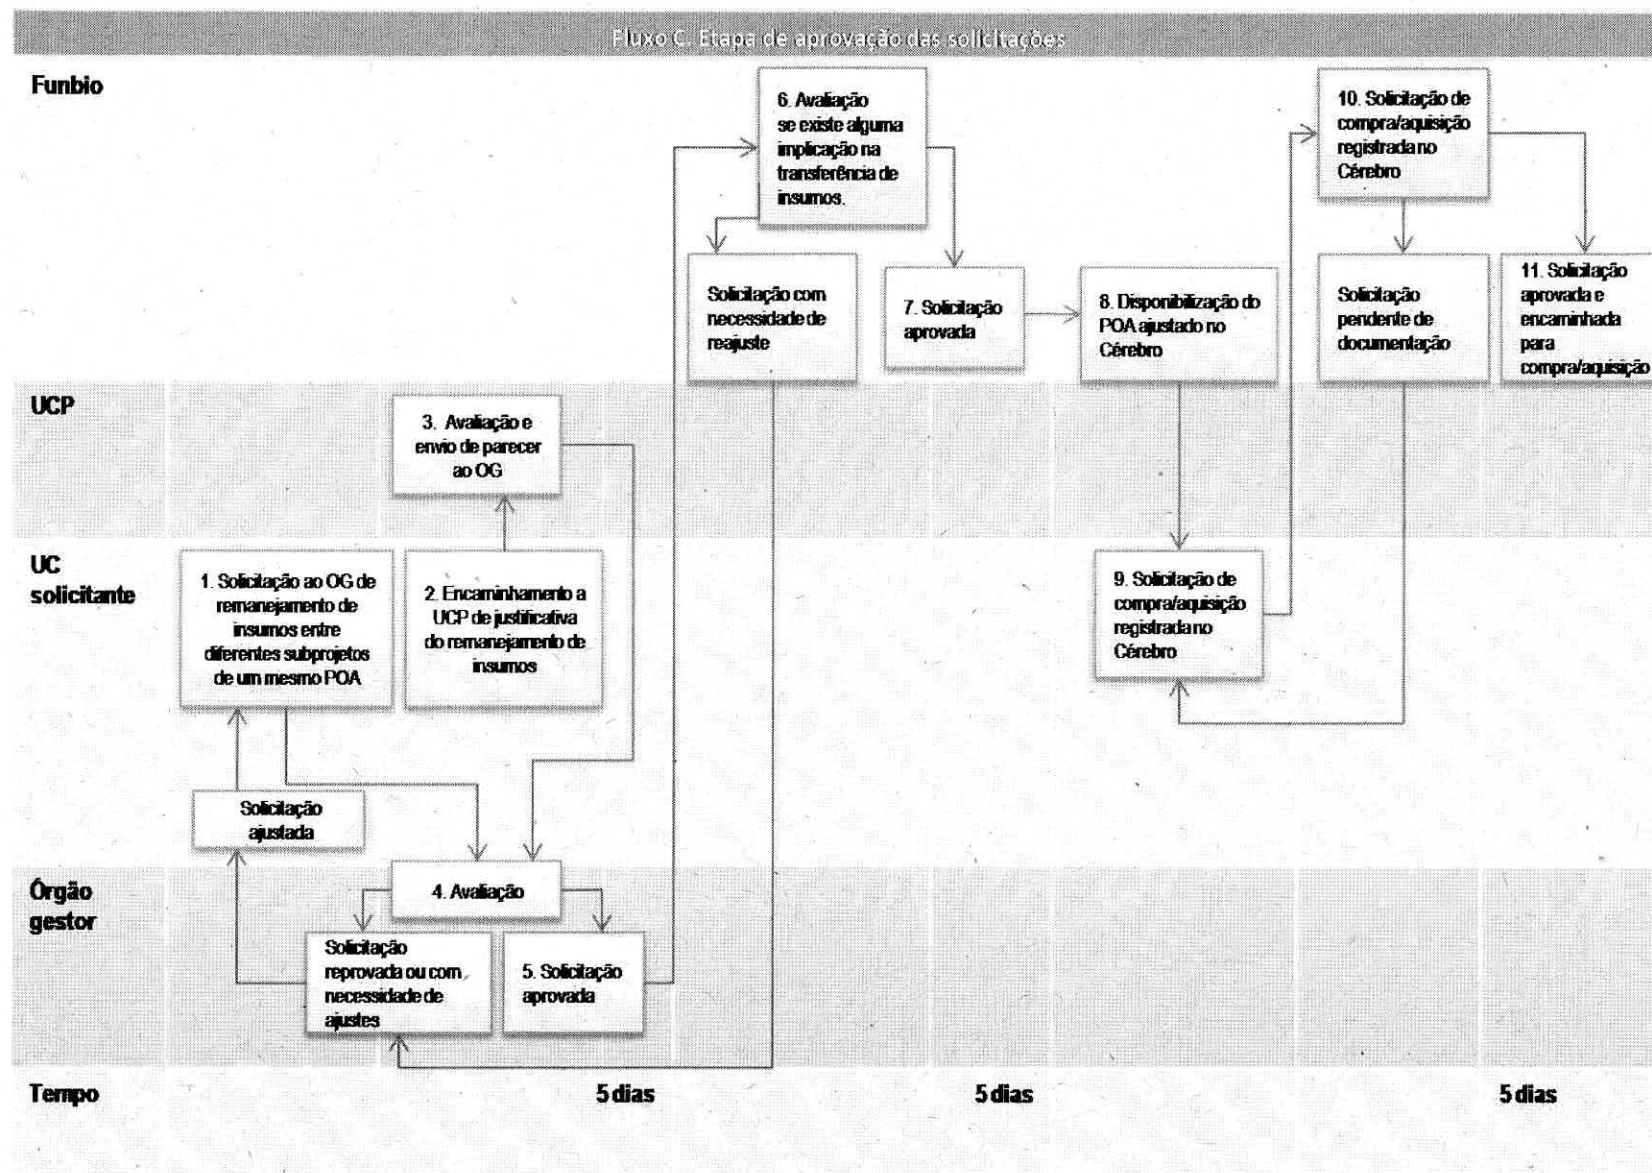 Fluxo C. Etapa de aprovação das solicitações
Funbio
6. Avaliação
se existe alguma
implicação na
transferência de
insumos.
10. Solicitação de
compra/aquisição
registrada no
Cérebro
Solicitação com
necessidade de
reajuste
7. Solicitação
aprovada
8. Disponibilização do
POA ajustado no
Cérebro
Solicitação
pendente de
documentação
11. Solicitação
aprovada e
encaminhada
para
compra/aquisição
UCP
3. Avaliação e
envio de parecer
ao OG
UC
solicitante
1. Solicitação ao OG de
remanejamento de
insumos entre
diferentes subprojetos
de um mesmo POA
2. Encaminhamento a
UCP de justificativa
do remanejamento de
insumos
9. Solicitação de
compra/aquisição
registrada no
Cérebro
Solicitação
ajustada
Órgão
gestor
4. Avaliação
Solicitação
reprovada ou com
necessidade de
ajustes
5. Solicitação
aprovada
Tempo
5 dias
5 dias
5 dias